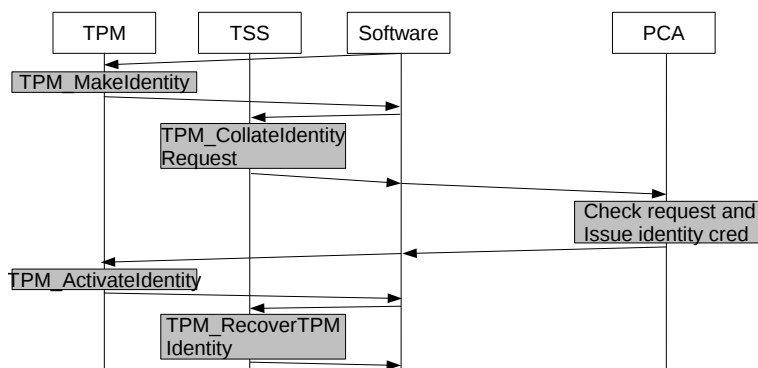 TPM
TSS
Software
PCA
TPM_MakeIdentity
TPM_CollateIdentity
Request
Check request and
Issue identity cred
TPM_ActivateIdentity
TPM_RecoverTPM
Identity